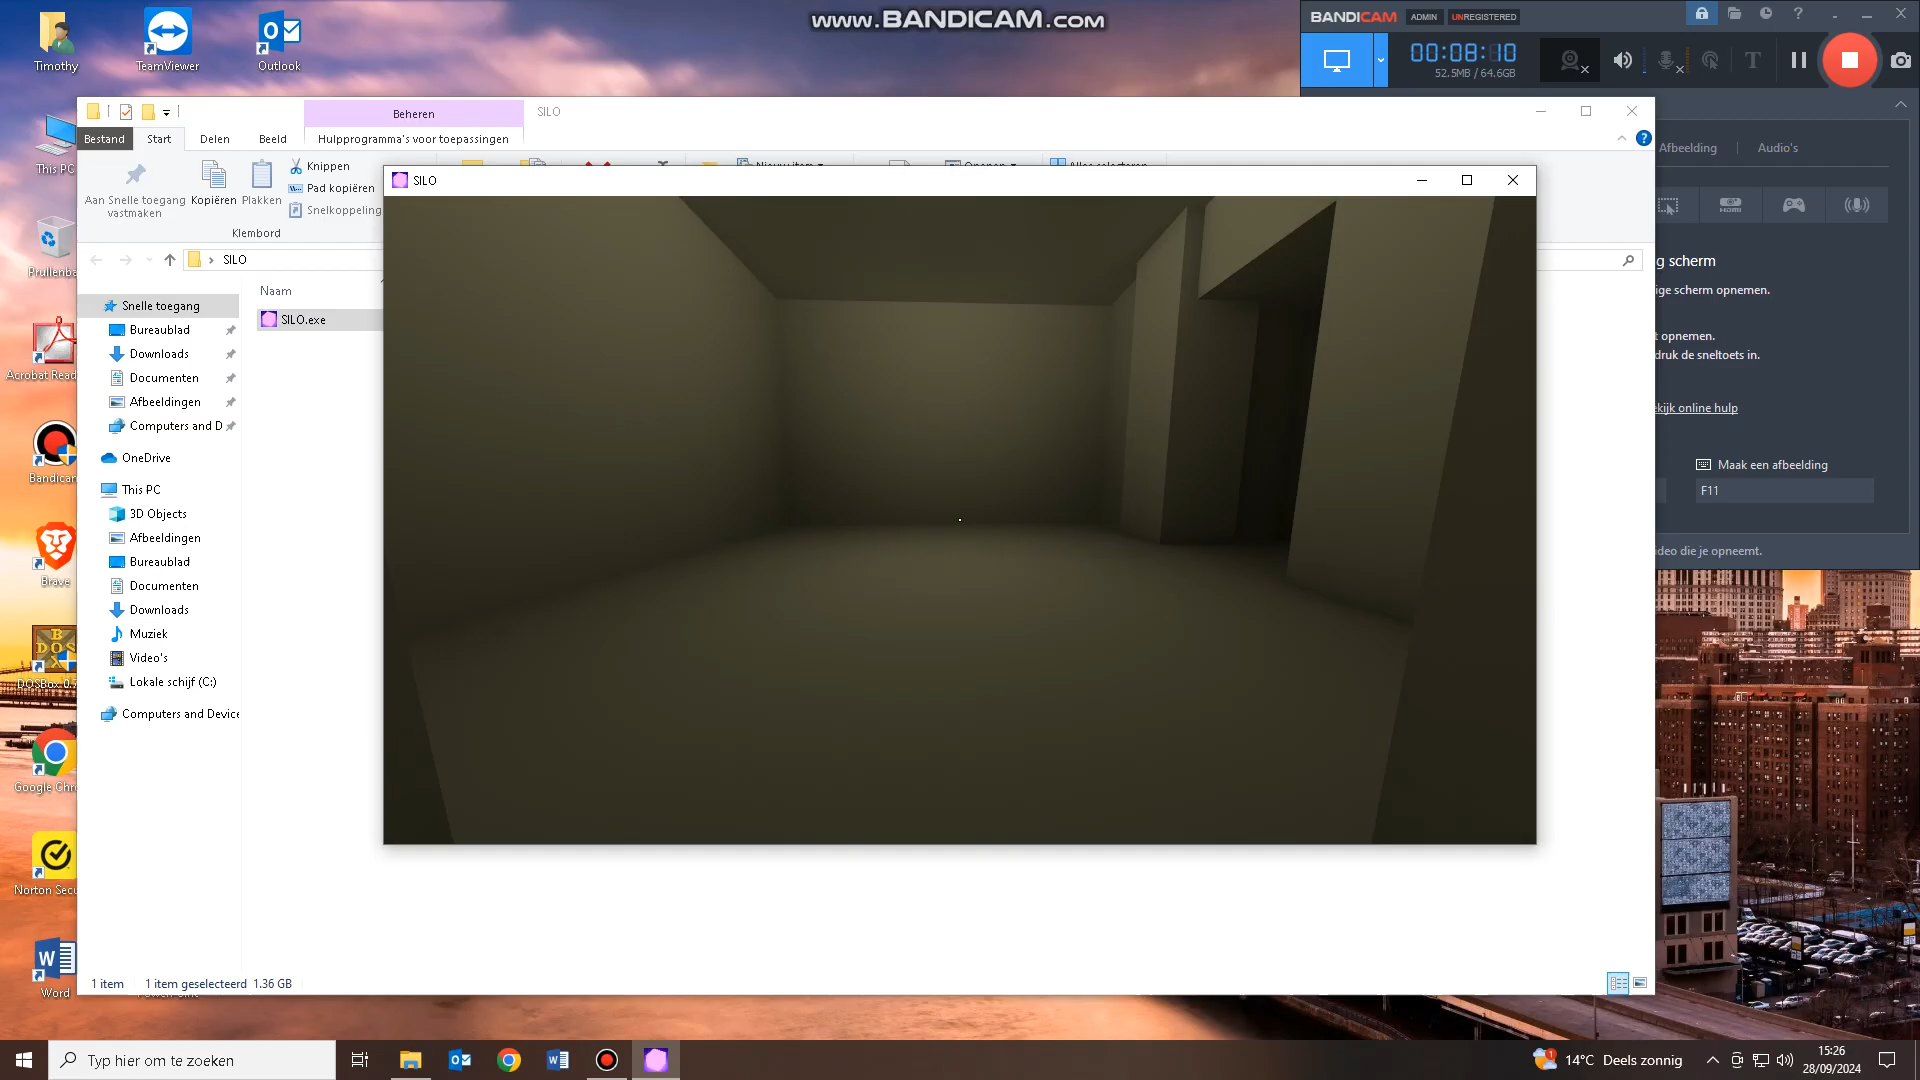 www.BANDICAM.com
Timothy
TeamViewer
Outlook
BANDICAM ADMIN UNREGISTERED
00:08:10
52.5MB / 64.6GB
Beheren
SILO
Bestand Start Delen Beeld Hulpprogramma's voor toepassingen
Afbeelding Audio's
This PC
Aan Snelle toegang vastmaken
Kopiëren
Plakken
Knippen
Pad kopiëren
Snelkoppeling
Klembord
SILO
SILO
Naam
SILO.exe
Snelle toegang
Bureaublad
Downloads
Documenten
Afbeeldingen
Computers and D
OneDrive
This PC
3D Objects
Afbeeldingen
Bureaublad
Documenten
Downloads
Muziek
Video's
Lokale schijf (C:)
Computers and Device
g scherm
ige scherm opnemen.
t opnemen.
druk de sneltoets in.
ekijk online hulp
Maak een afbeelding
F11
ideo die je opneemt.
Prullenba
Acrobat Read
Bandicam
Brave
DOSBox 0.7
Google Chro
Norton Secu
Word
1 item 1 item geselecteerd 1.36 GB
Typ hier om te zoeken
14°C Deels zonnig
15:26
28/09/2024